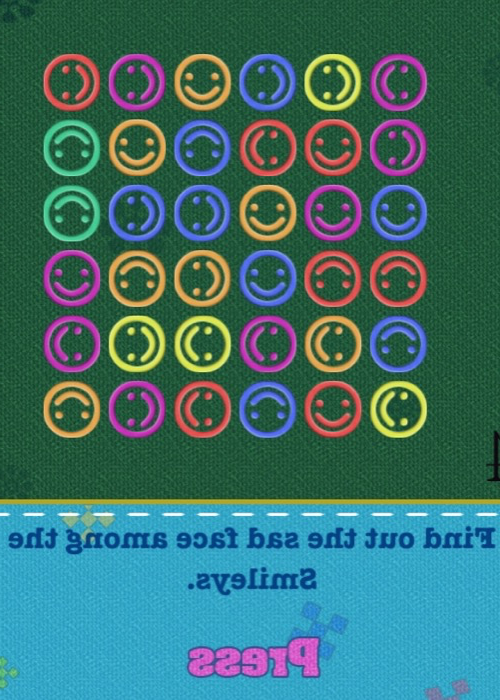 Find out the sad face among the
Smileys.
Press